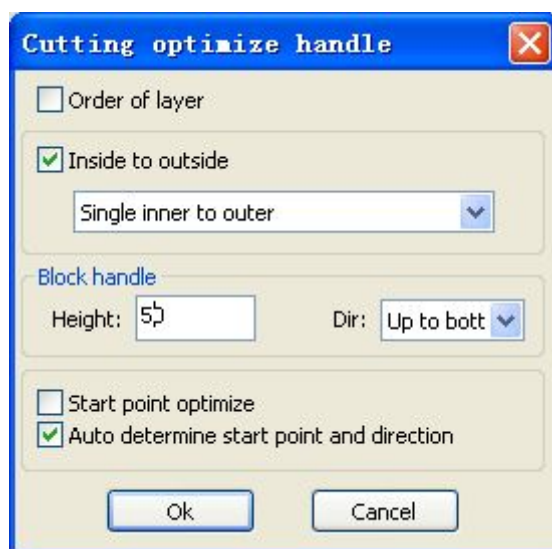 Cutting optimize handle
Order of layer
Inside to outside
Single inner to outer
Block handle
Height:
Dir: Up to bott
Start point optimize
Auto determine start point and direction
Ok
Cancel